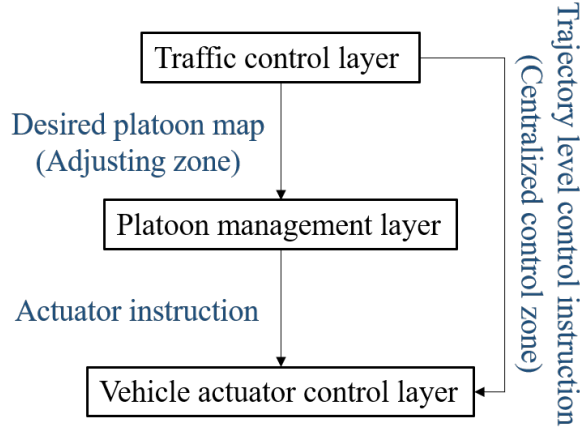 Traffic control layer
Desired platoon map
(Adjusting zone)
Platoon management layer
Actuator instruction
Vehicle actuator control layer
Trajectory level control instruction
(Centralized control zone)